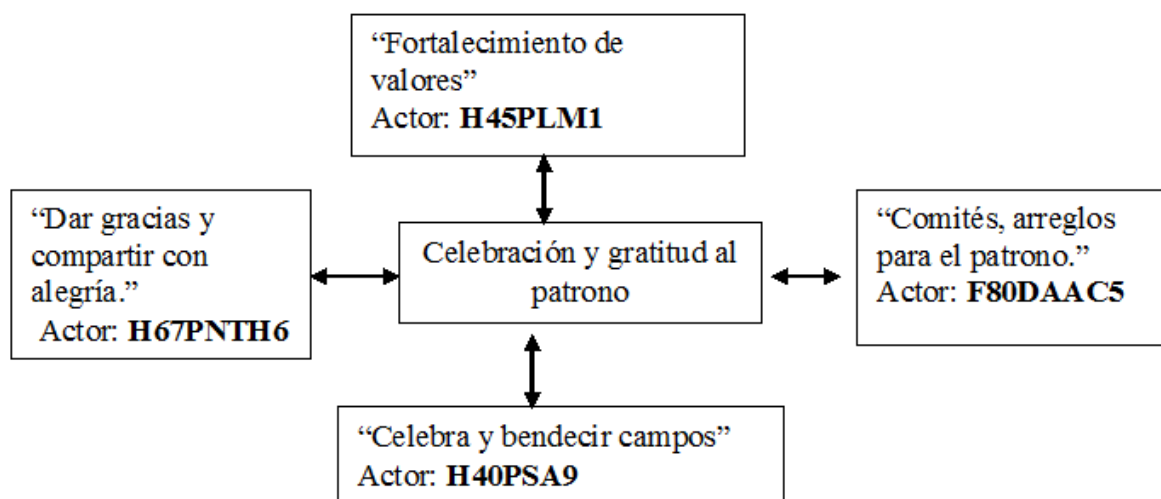 “Fortalecimiento de
valores”
Actor: H45PLM1
“Dar gracias y
compartir con
alegría.”
Actor: H67PNTH6
Celebración y gratitud al
patrono
“Comités, arreglos
para el patrono.”
Actor: F80DAAC5
“Celebra y bendecir campos”
Actor: H40PSA9